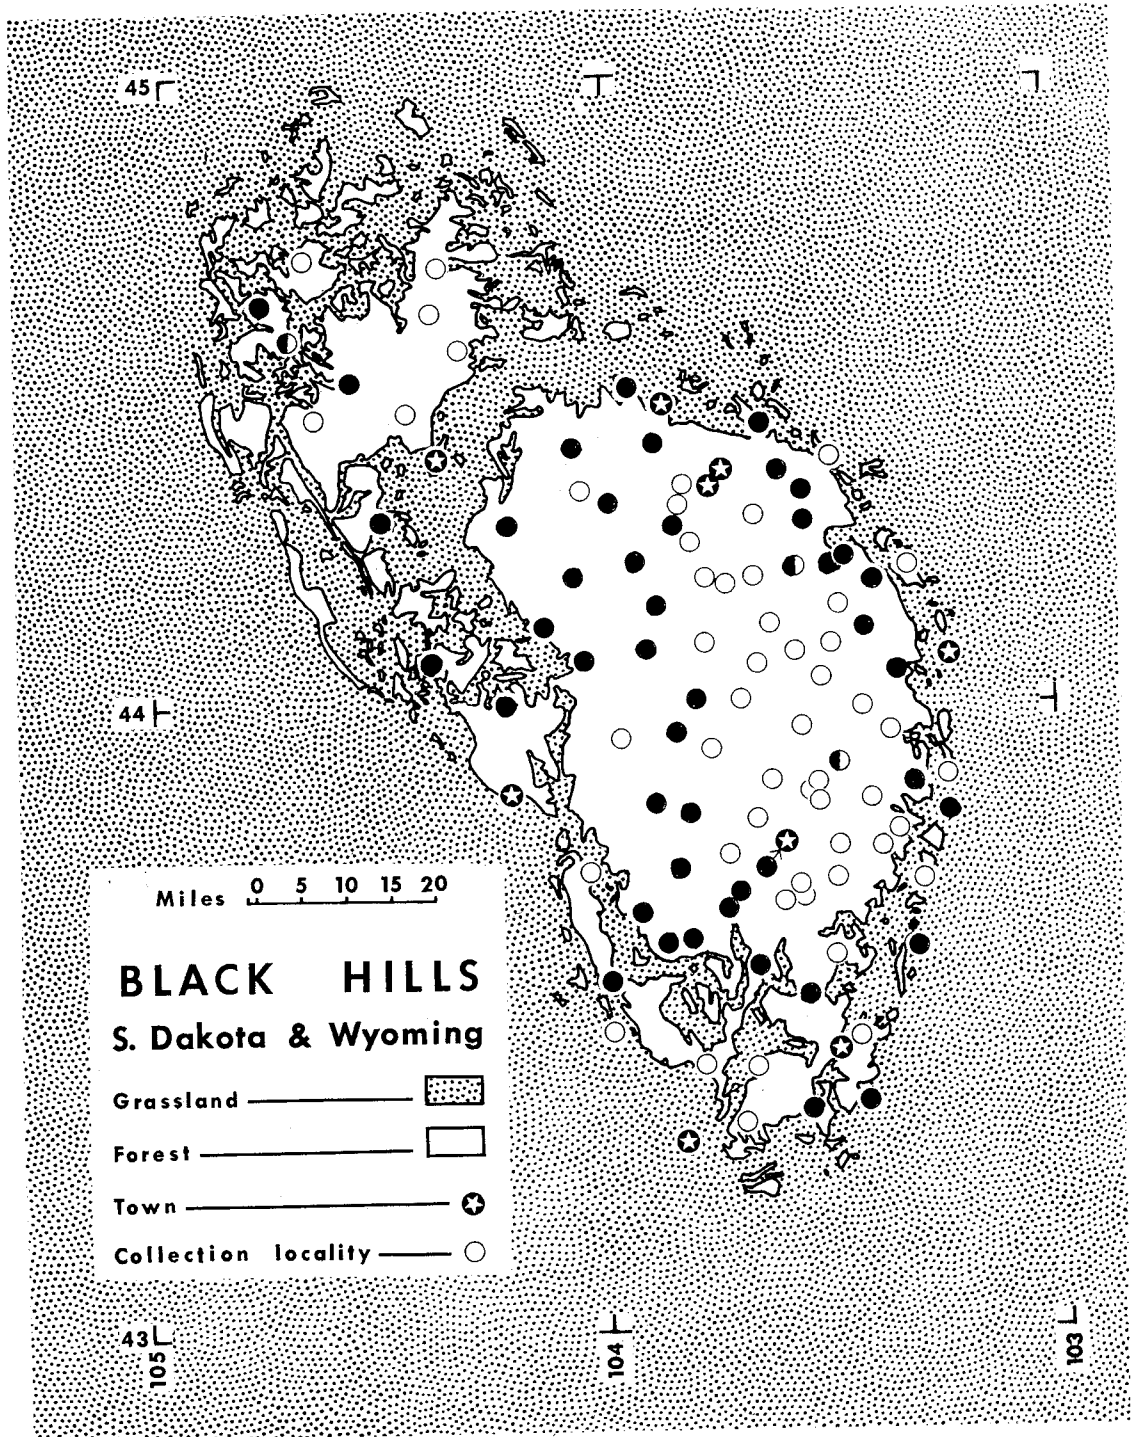 45
44
Miles 0 5 10 15 20
BLACK HILLS
S. Dakota & Wyoming
Grassland
Forest
Town
Collection locality
43
105
104
103